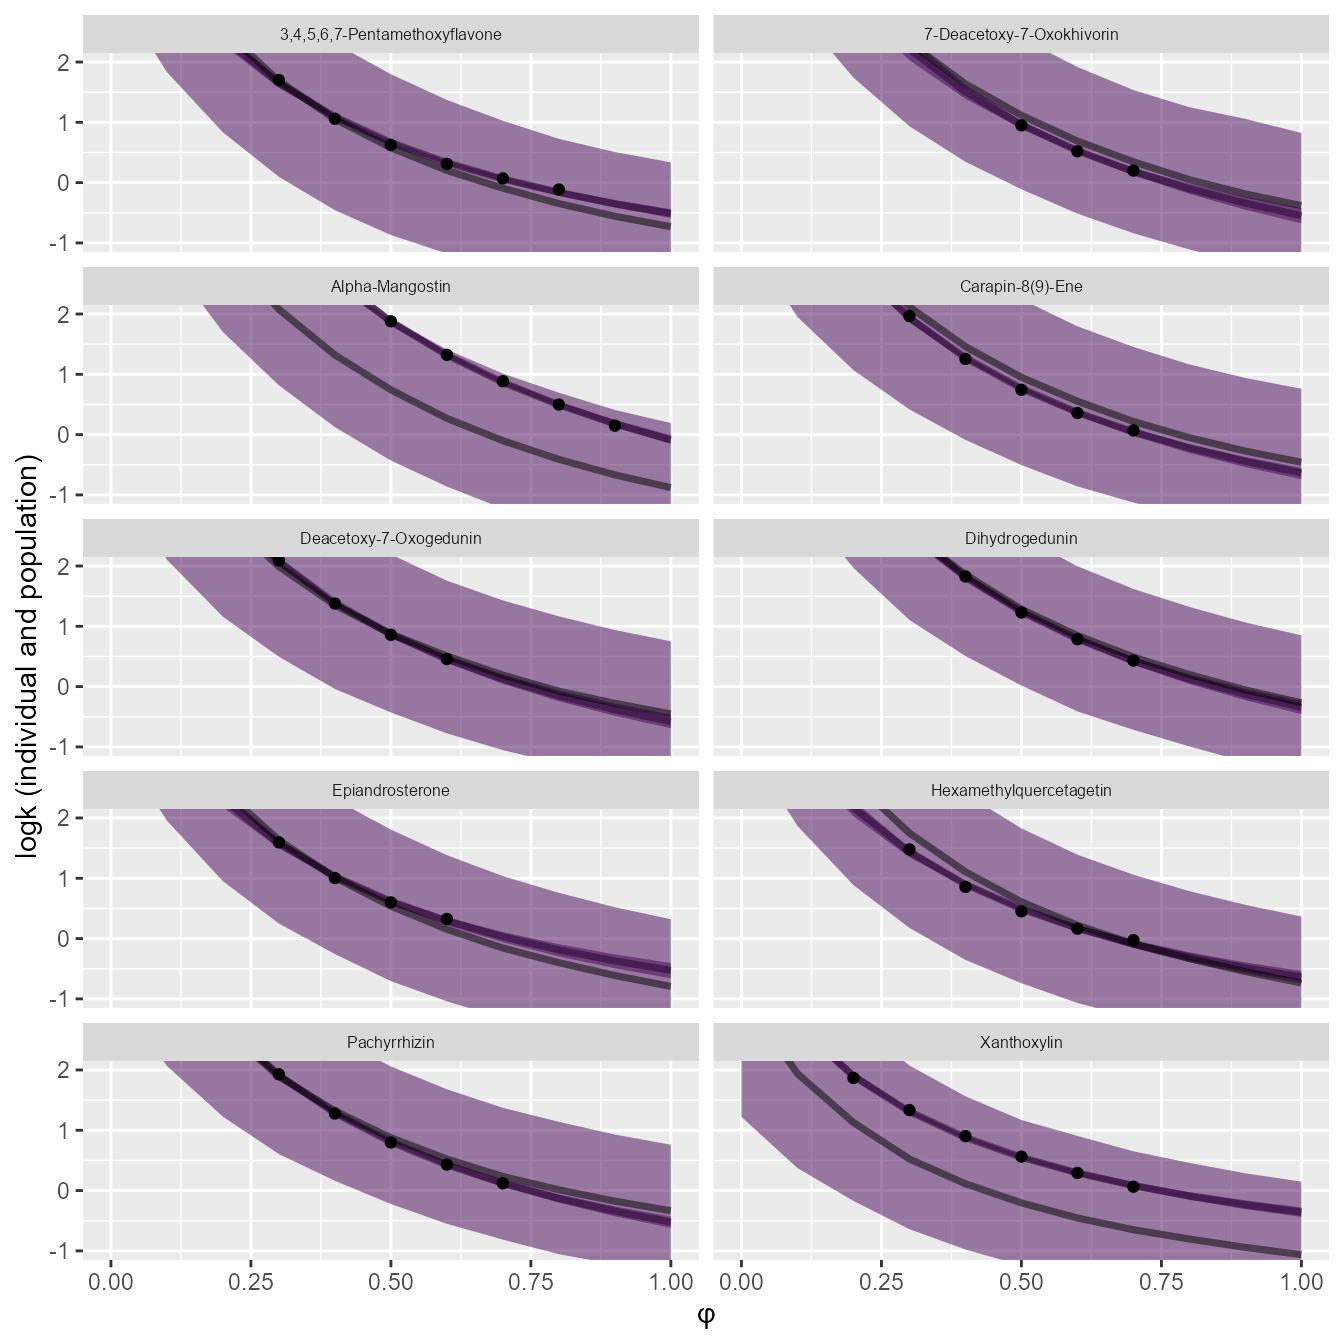 3,4,5,6,7-Pentamethoxyflavone
7-Deacetoxy-7-Oxokhivorin
2
1
0
-1
Alpha-Mangostin
Carapin-8(9)-Ene
2
1
0
-1
Deacetoxy-7-Oxogedunin
Dihydrogedunin
2
1
0
-1
Epiandrosterone
Hexamethylquercetagetin
2
1
0
-1
Pachyrrhizin
Xanthoxylin
2
1
0
-1
0.00 0.25 0.50 0.75 1.00
0.00 0.25 0.50 0.75 1.00
φ
logk (individual and population)